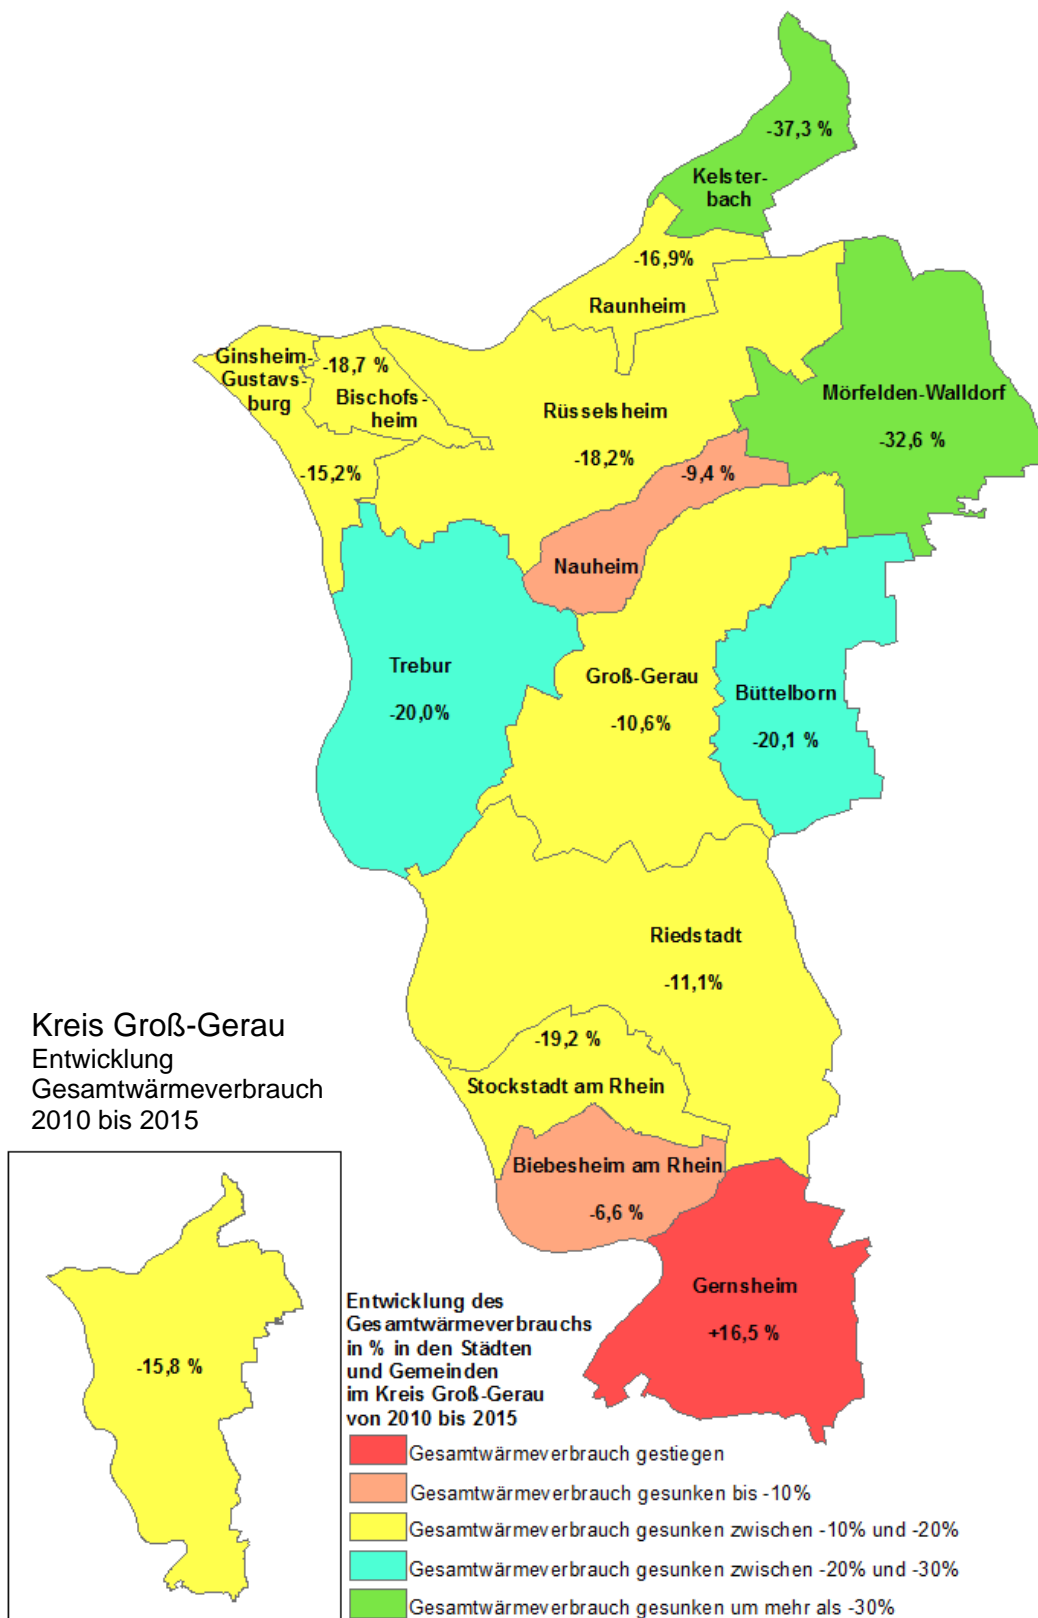 -37,3 %
Kelster-
bach
-16,9%
Raunheim
Ginsheim-
Gustavs-
burg
-18,7 %
Bischofs-
heim
-15,2%
Rüsselsheim
-18,2%
Mörfelden-Walldorf
-32,6 %
-9,4 %
Nauheim
Trebur
-20,0%
Groß-Gerau
-10,6%
Büttelborn
-20,1 %
Riedstadt
-11,1%
-19,2 %
Stockstadt am Rhein
Biebesheim am Rhein
-6,6 %
Gernsheim
+16,5 %
Kreis Groß-Gerau
Entwicklung
Gesamtwärmeverbrauch
2010 bis 2015
-15,8 %
Entwicklung des
Gesamtwärmeverbrauchs
in % in den Städten
und Gemeinden
im Kreis Groß-Gerau
von 2010 bis 2015
Gesamtwärmeverbrauch gestiegen
Gesamtwärmeverbrauch gesunken bis -10%
Gesamtwärmeverbrauch gesunken zwischen -10% und -20%
Gesamtwärmeverbrauch gesunken zwischen -20% und -30%
Gesamtwärmeverbrauch gesunken um mehr als -30%